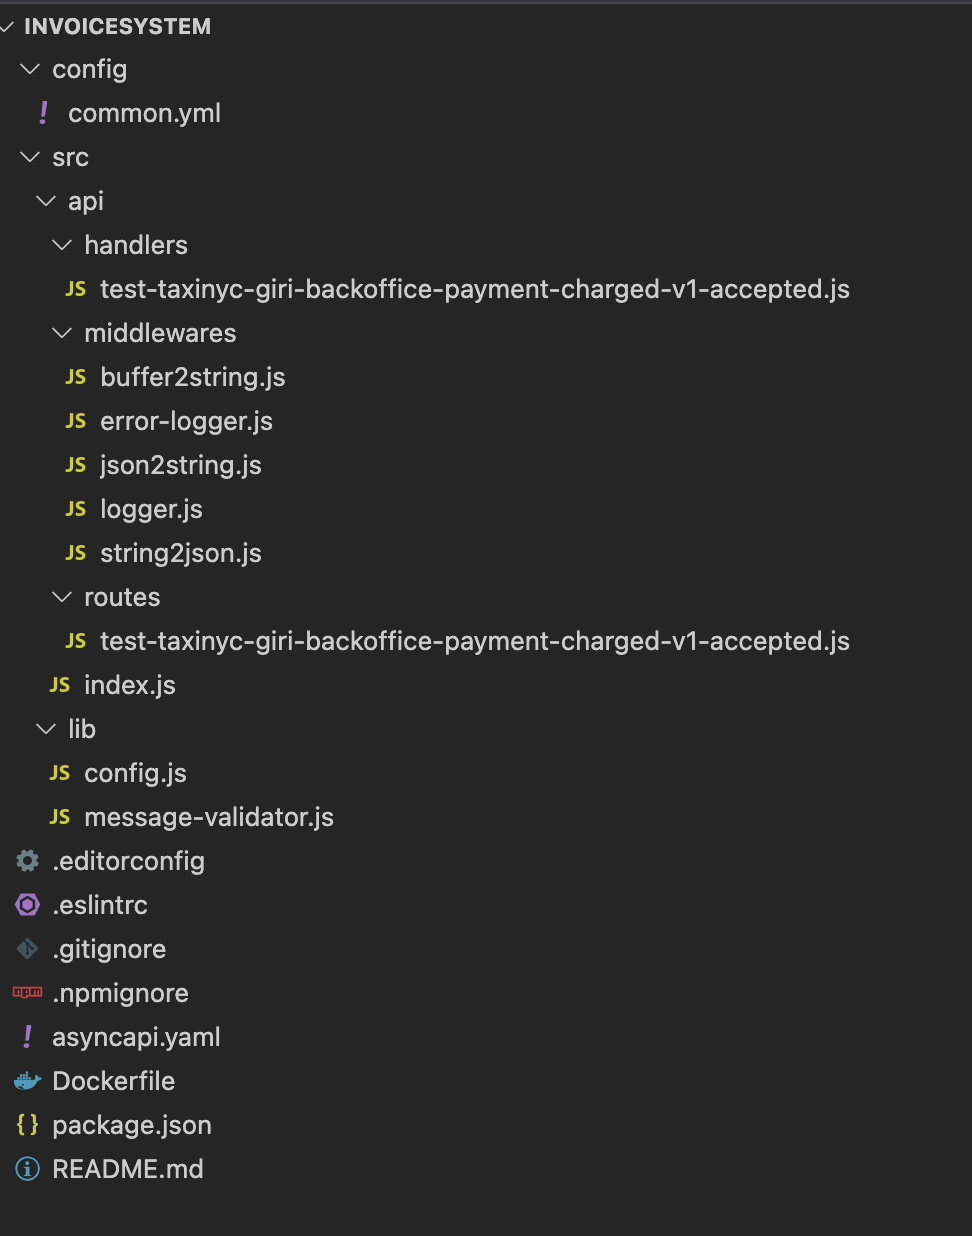 INVOICESYSTEM
config
! common.yml
src
api
handlers
JS test-taxinyc-giri-backoffice-payment-charged-v1-accepted.js
middlewares
JS buffer2string.js
JS error-logger.js
JS json2string.js
JS logger.js
JS string2json.js
routes
JS test-taxinyc-giri-backoffice-payment-charged-v1-accepted.js
JS index.js
lib
JS config.js
JS message-validator.js
.editorconfig
.eslintrc
.gitignore
npm .npmignore
! asyncapi.yaml
Dockerfile
{} package.json
README.md